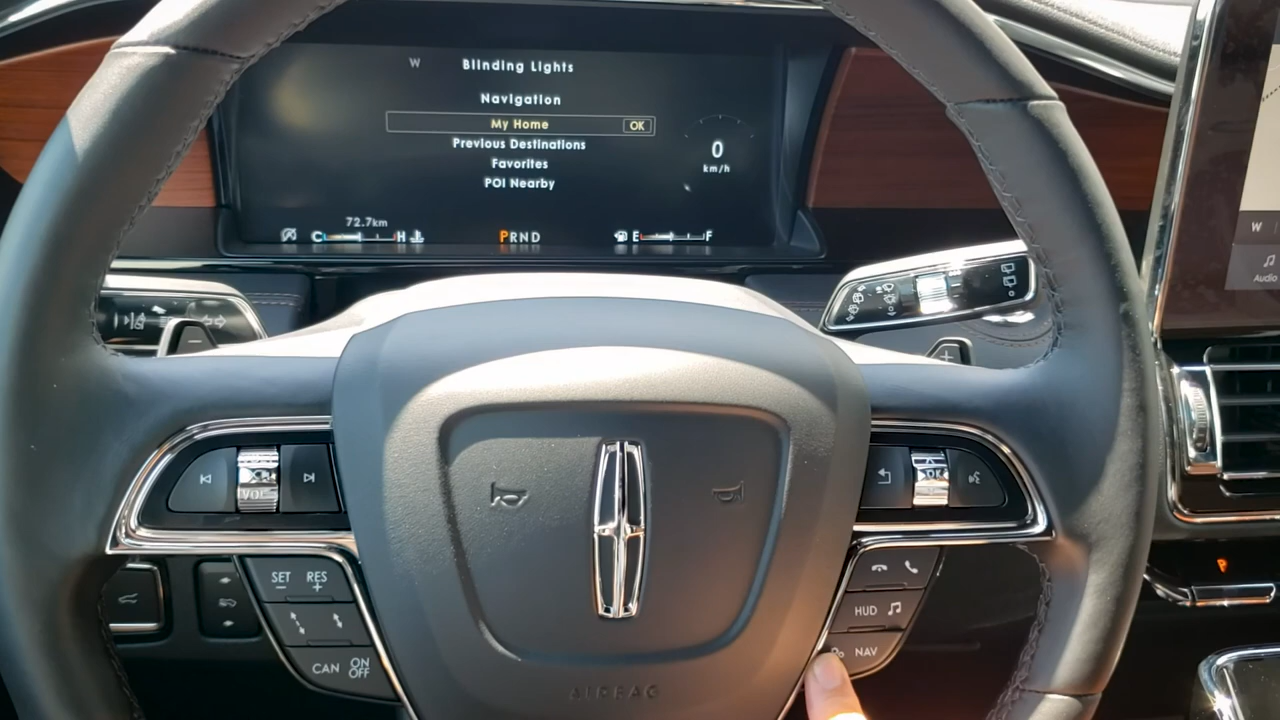 W Blinding Lights
Navigation
My Home OK
Previous Destinations
Favorites
POI Nearby
0
km/h
72.7km
C H PRND E F
W
Audio
VOL
OK
SET RES
− +
CAN ON OFF
HUD
NAV
AIRBAG
P